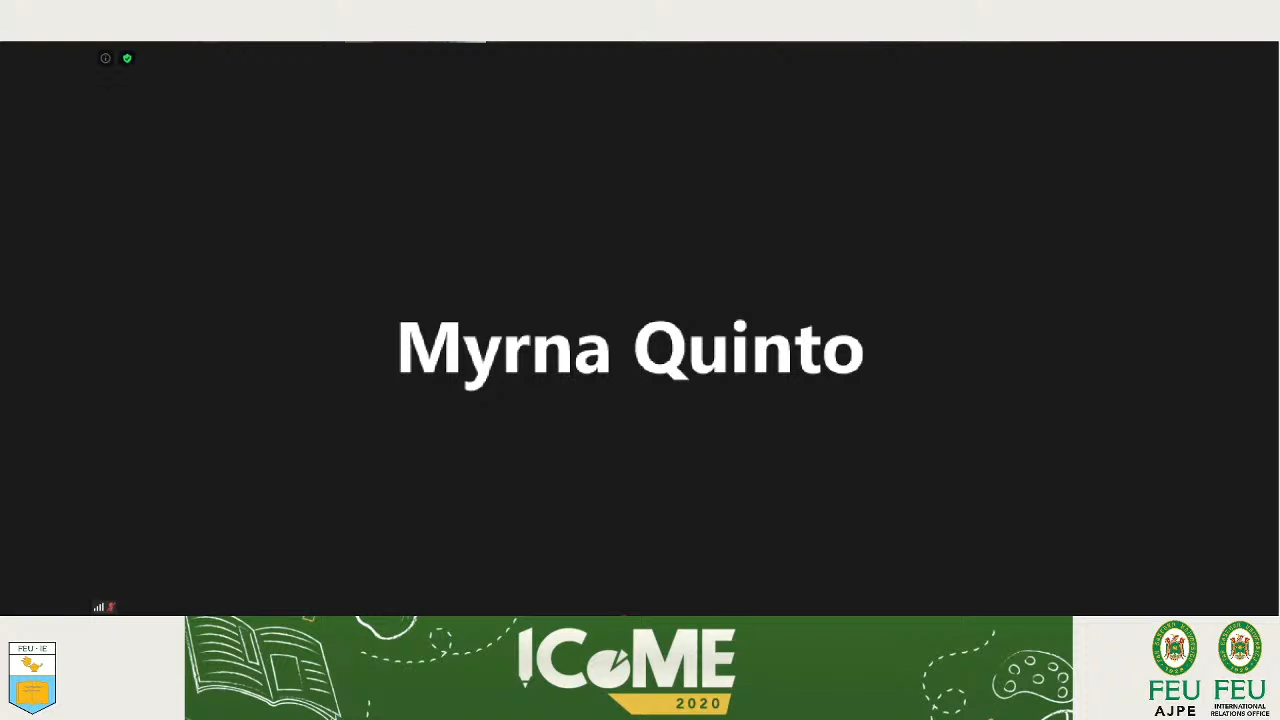 Myrna Quinto
FEU · IE
ICoME
2020
FEU
AJPE
FEU
INTERNATIONAL
RELATIONS OFFICE